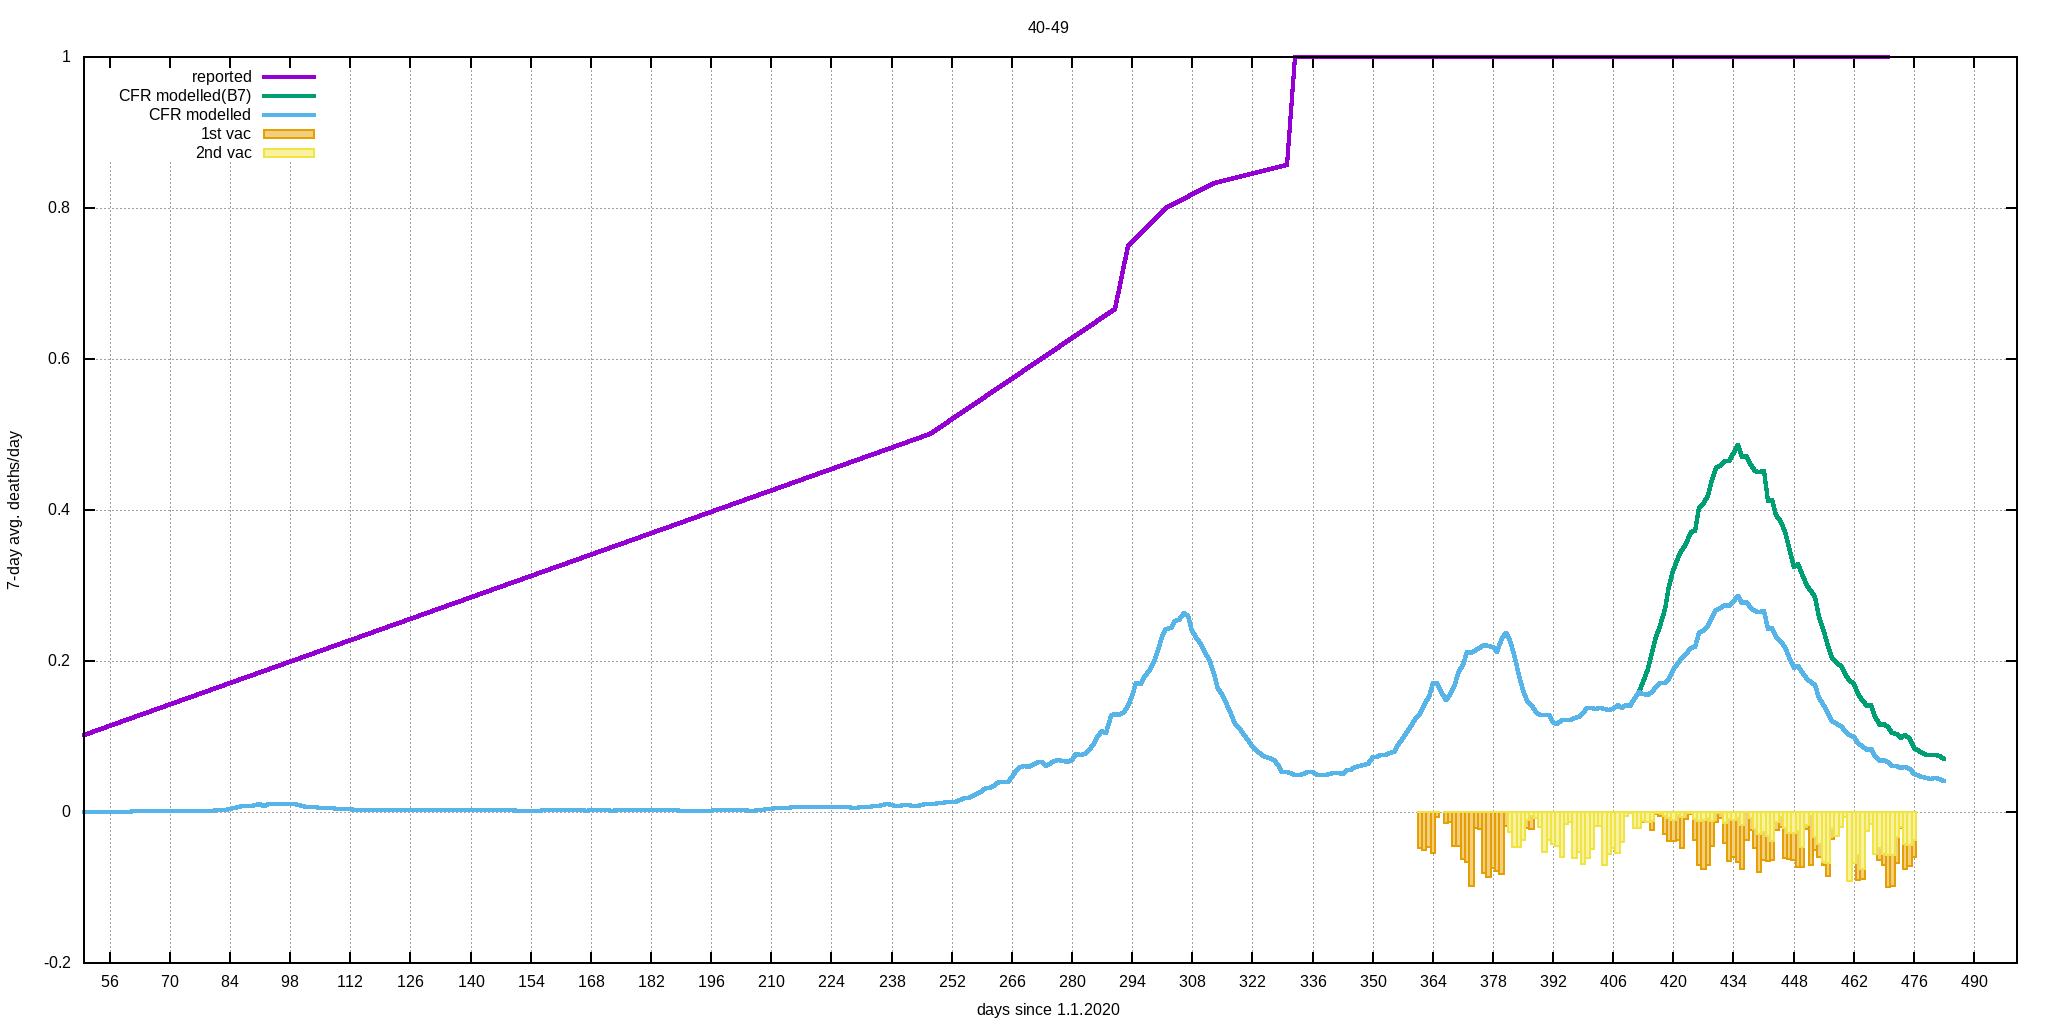 40-49
reported
CFR modelled(B7)
CFR modelled
1st vac
2nd vac
1
0.8
0.6
0.4
0.2
0
-0.2
7-day avg. deaths/day
56 70 84 98 112 126 140 154 168 182 196 210 224 238 252 266 280 294 308 322 336 350 364 378 392 406 420 434 448 462 476 490
days since 1.1.2020